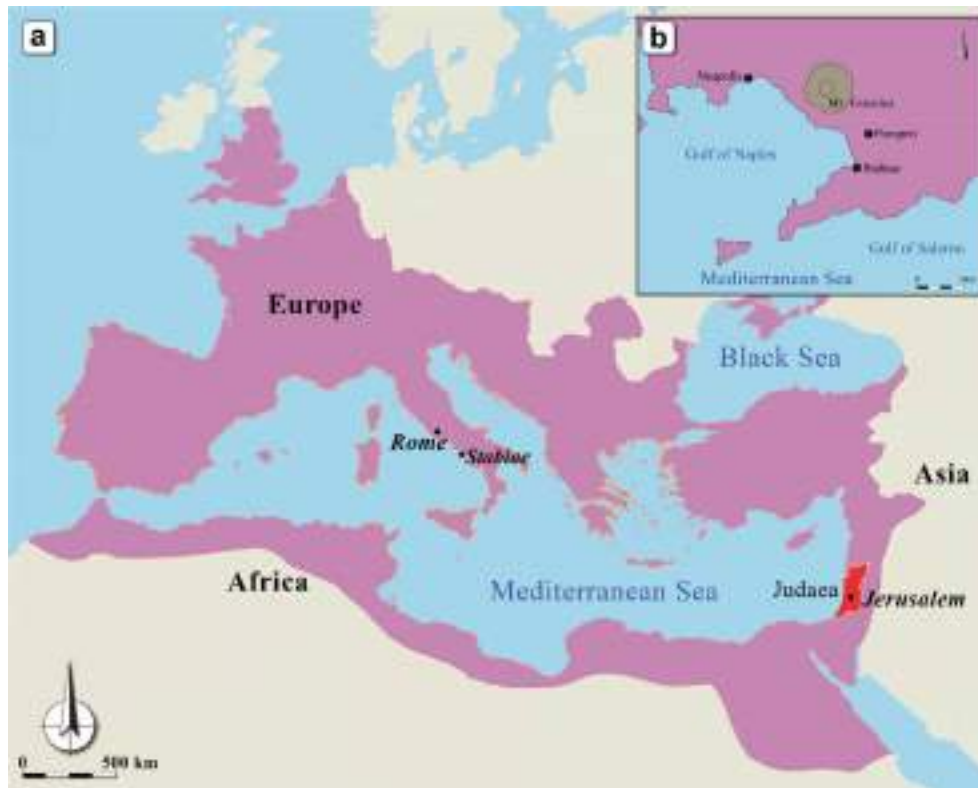 a
b
Neapolis
Mt. Vesuvius
Pompeii
Gulf of Naples
Stabiae
Gulf of Salerno
Mediterranean Sea
0
Europe
Black Sea
Rome
Stabiae
Asia
Africa
Mediterranean Sea
Judaea
Jerusalem
0 500 km